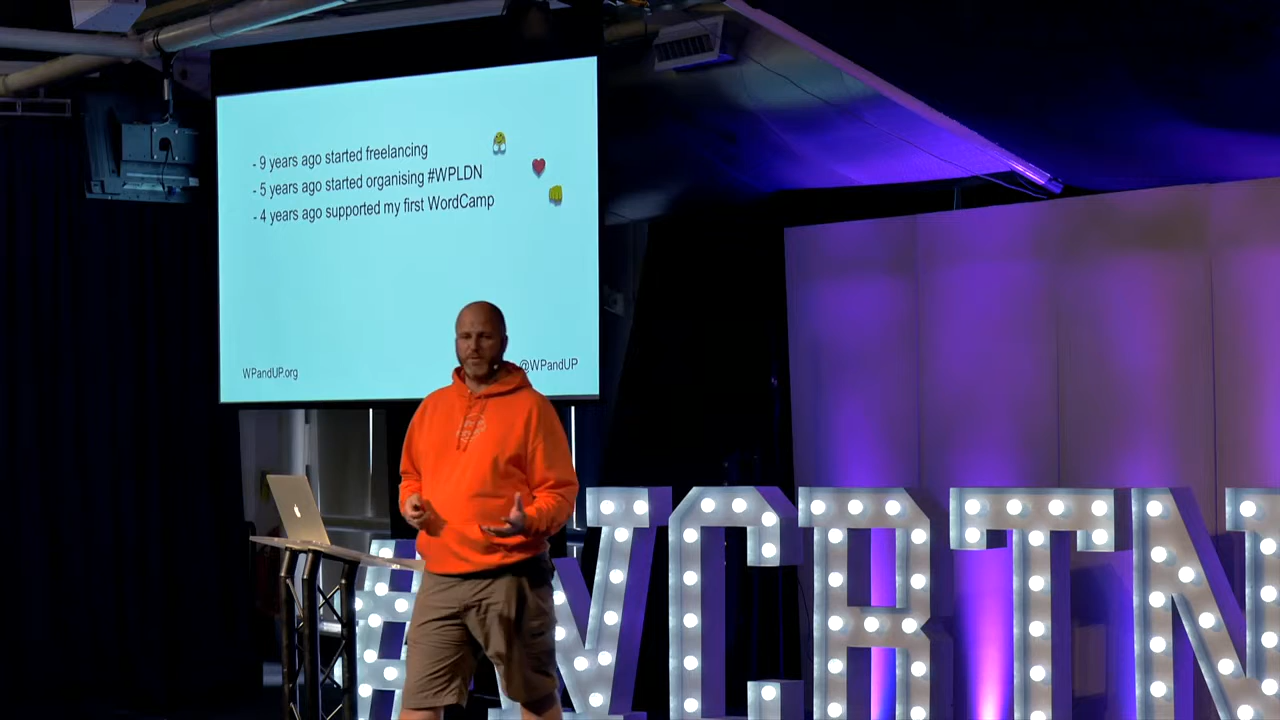 - 9 years ago started freelancing
- 5 years ago started organising #WPLDN
- 4 years ago supported my first WordCamp
WPandUP.org
@WPandUP
#WCBTN